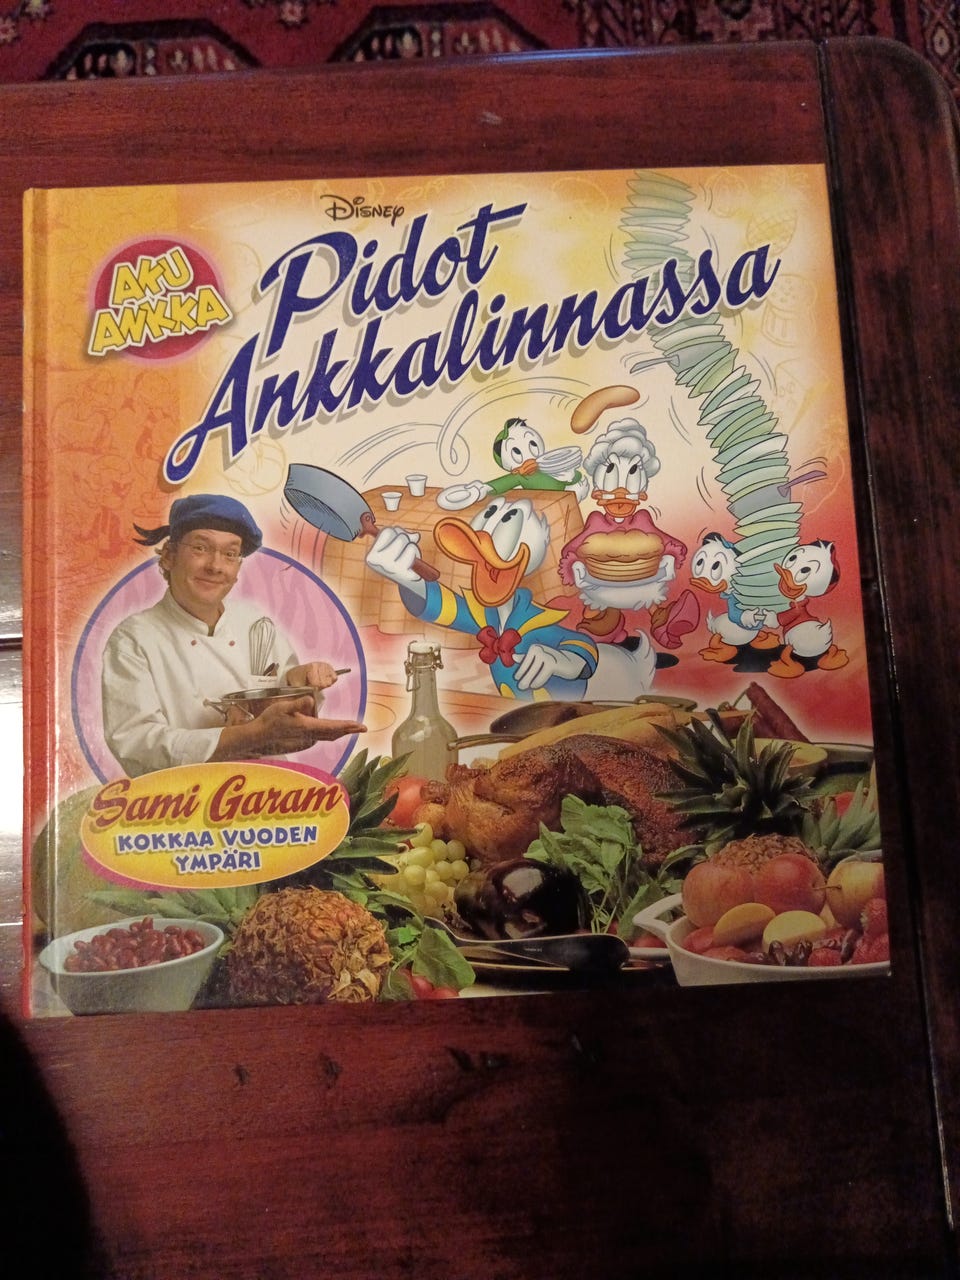 Disney
AKU
ANKKA
Pidot
Ankkalinnassa
Sami Garam
KOKKAA VUODEN
YMPÄRI